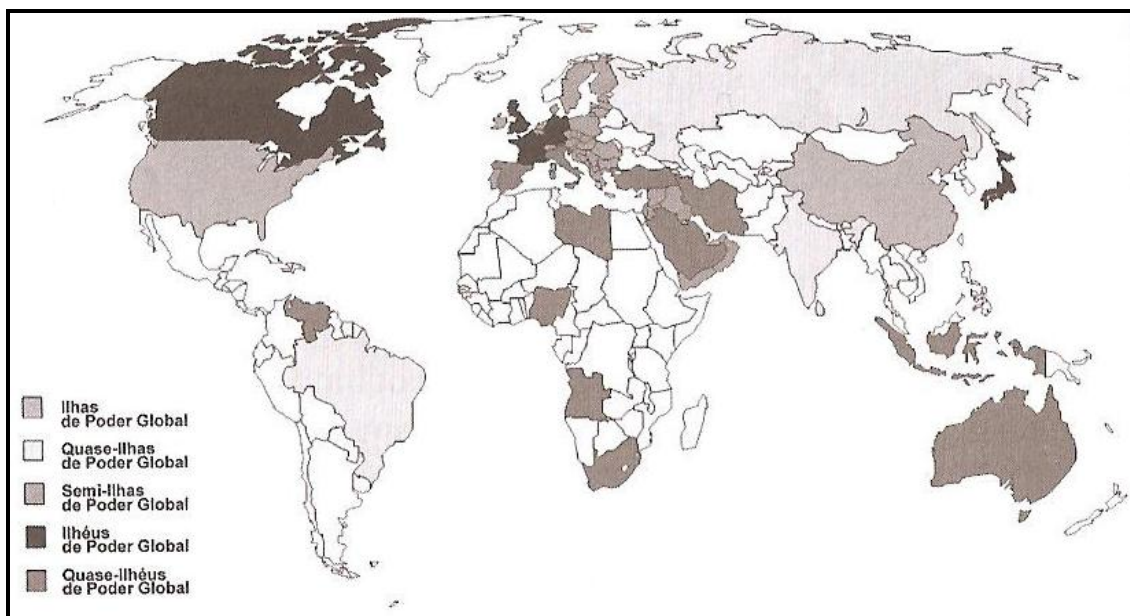 Ilhas
de Poder Global
Quase-Ilhas
de Poder Global
Semi-Ilhas
de Poder Global
Ilhéus
de Poder Global
Quase-Ilhéus
de Poder Global